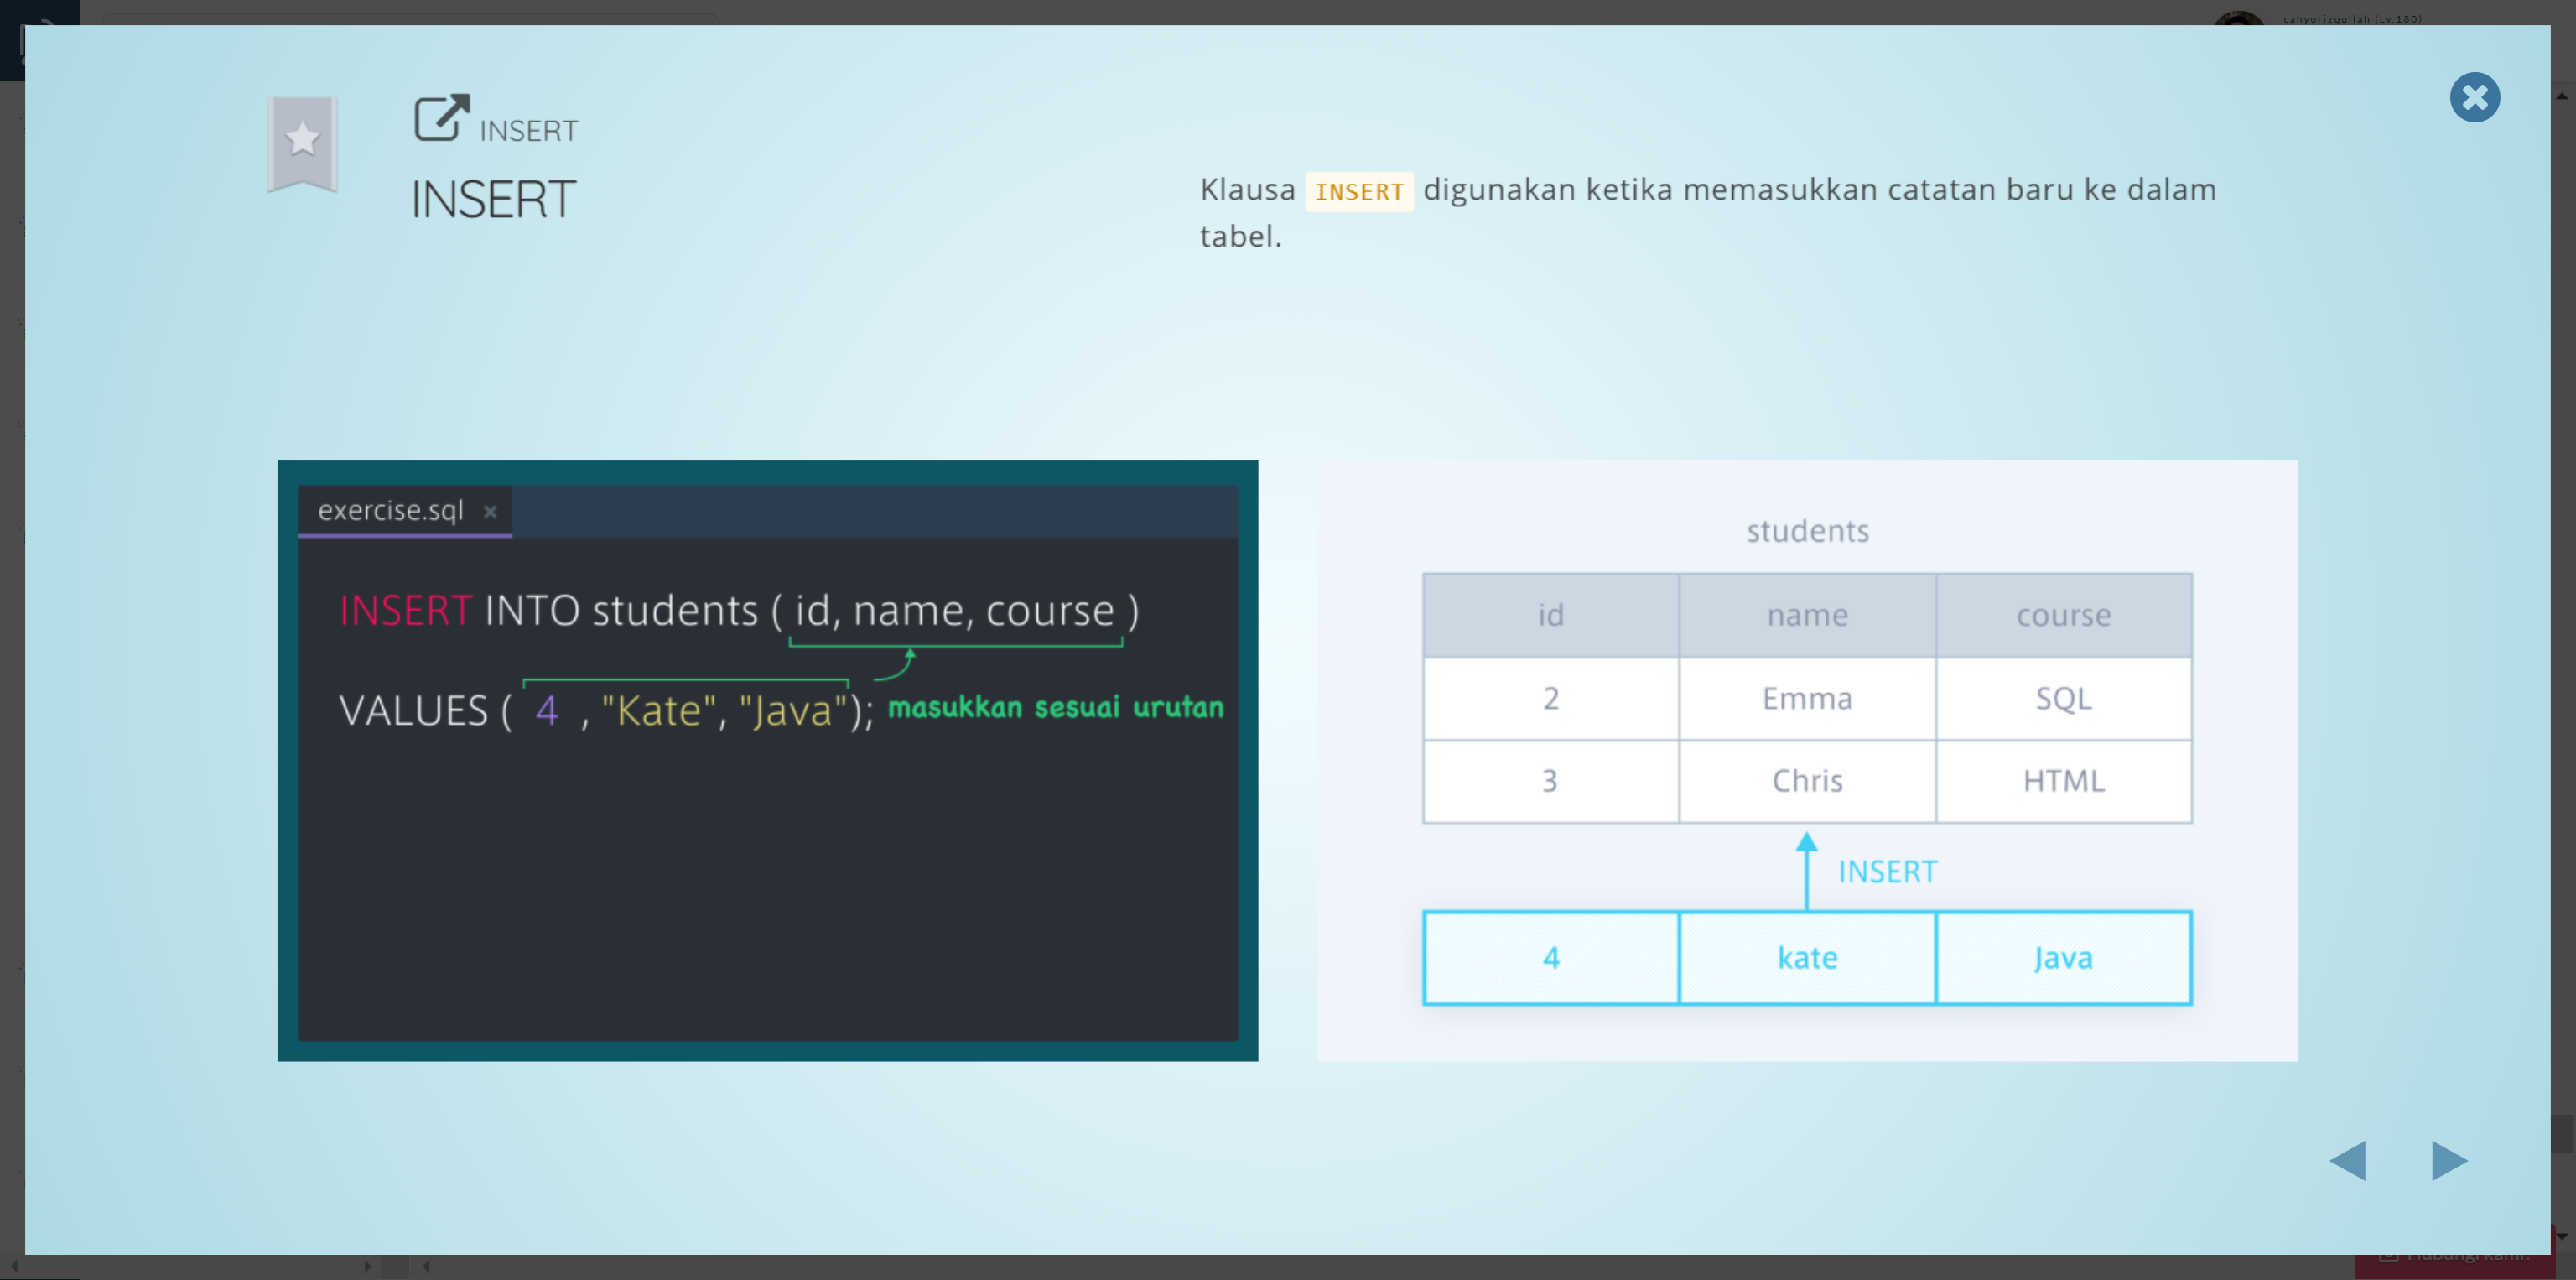 cahyorizqullah (Lv.180)
INSERT
INSERT
Klausa INSERT digunakan ketika memasukkan catatan baru ke dalam
tabel.
exercise.sql ×
INSERT INTO students ( id, name, course )
VALUES ( 4 , "Kate", "Java"); masukkan sesuai urutan
students
id name course
2 Emma SQL
3 Chris HTML
INSERT
4 kate Java
Hubungi kami.